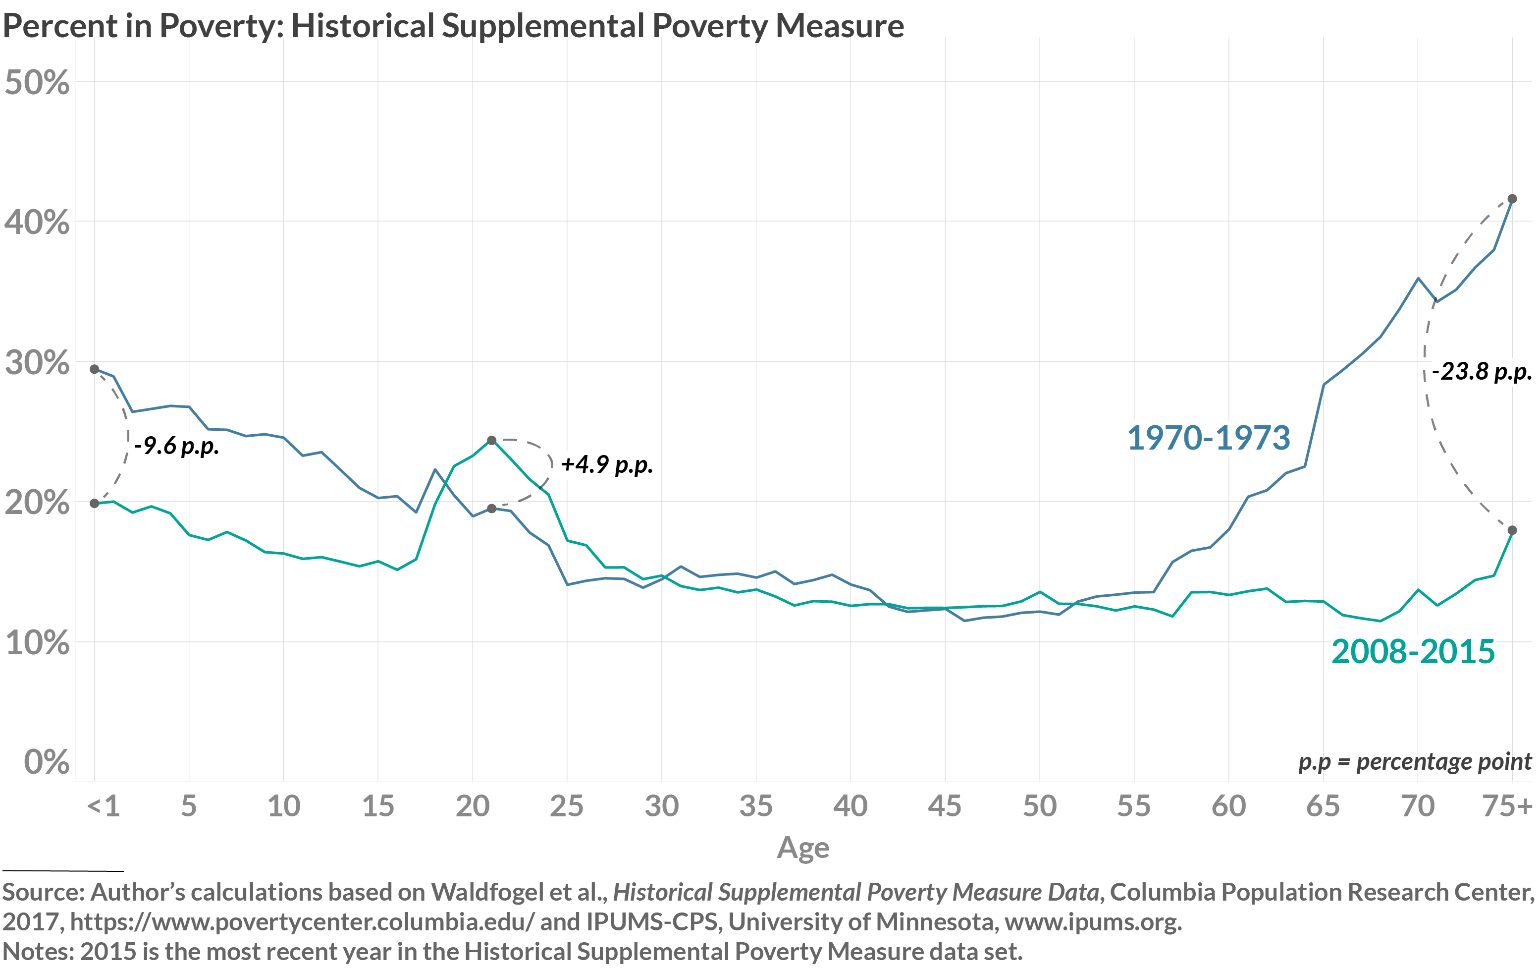 Percent in Poverty: Historical Supplemental Poverty Measure
50%
40%
30%
20%
10%
0%
-9.6 p.p.
+4.9 p.p.
-23.8 p.p.
1970-1973
2008-2015
p.p = percentage point
<1 5 10 15 20 25 30 35 40 45 50 55 60 65 70 75+
Age
Source: Author’s calculations based on Waldfogel et al., Historical Supplemental Poverty Measure Data, Columbia Population Research Center,
2017, https://www.povertycenter.columbia.edu/ and IPUMS-CPS, University of Minnesota, www.ipums.org.
Notes: 2015 is the most recent year in the Historical Supplemental Poverty Measure data set.